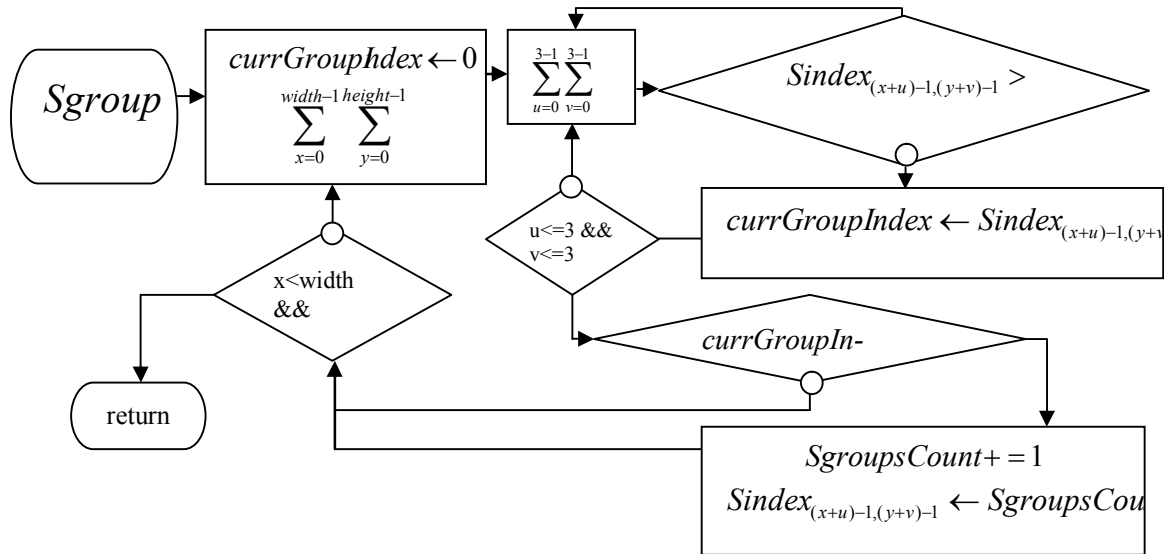 Sgroup
currGroupIndex ← 0
width−1 height−1
∑ ∑
x=0 y=0
3−1 3−1
∑ ∑
u=0 v=0
Sindex(x+u)−1,(y+v)−1 >
currGroupIndex ← Sindex(x+u)−1,(y+v
u<=3 &&
v<=3
x<width
&&
currGroupIn-
return
SgroupsCount+ = 1
Sindex(x+u)−1,(y+v)−1 ← SgroupsCou